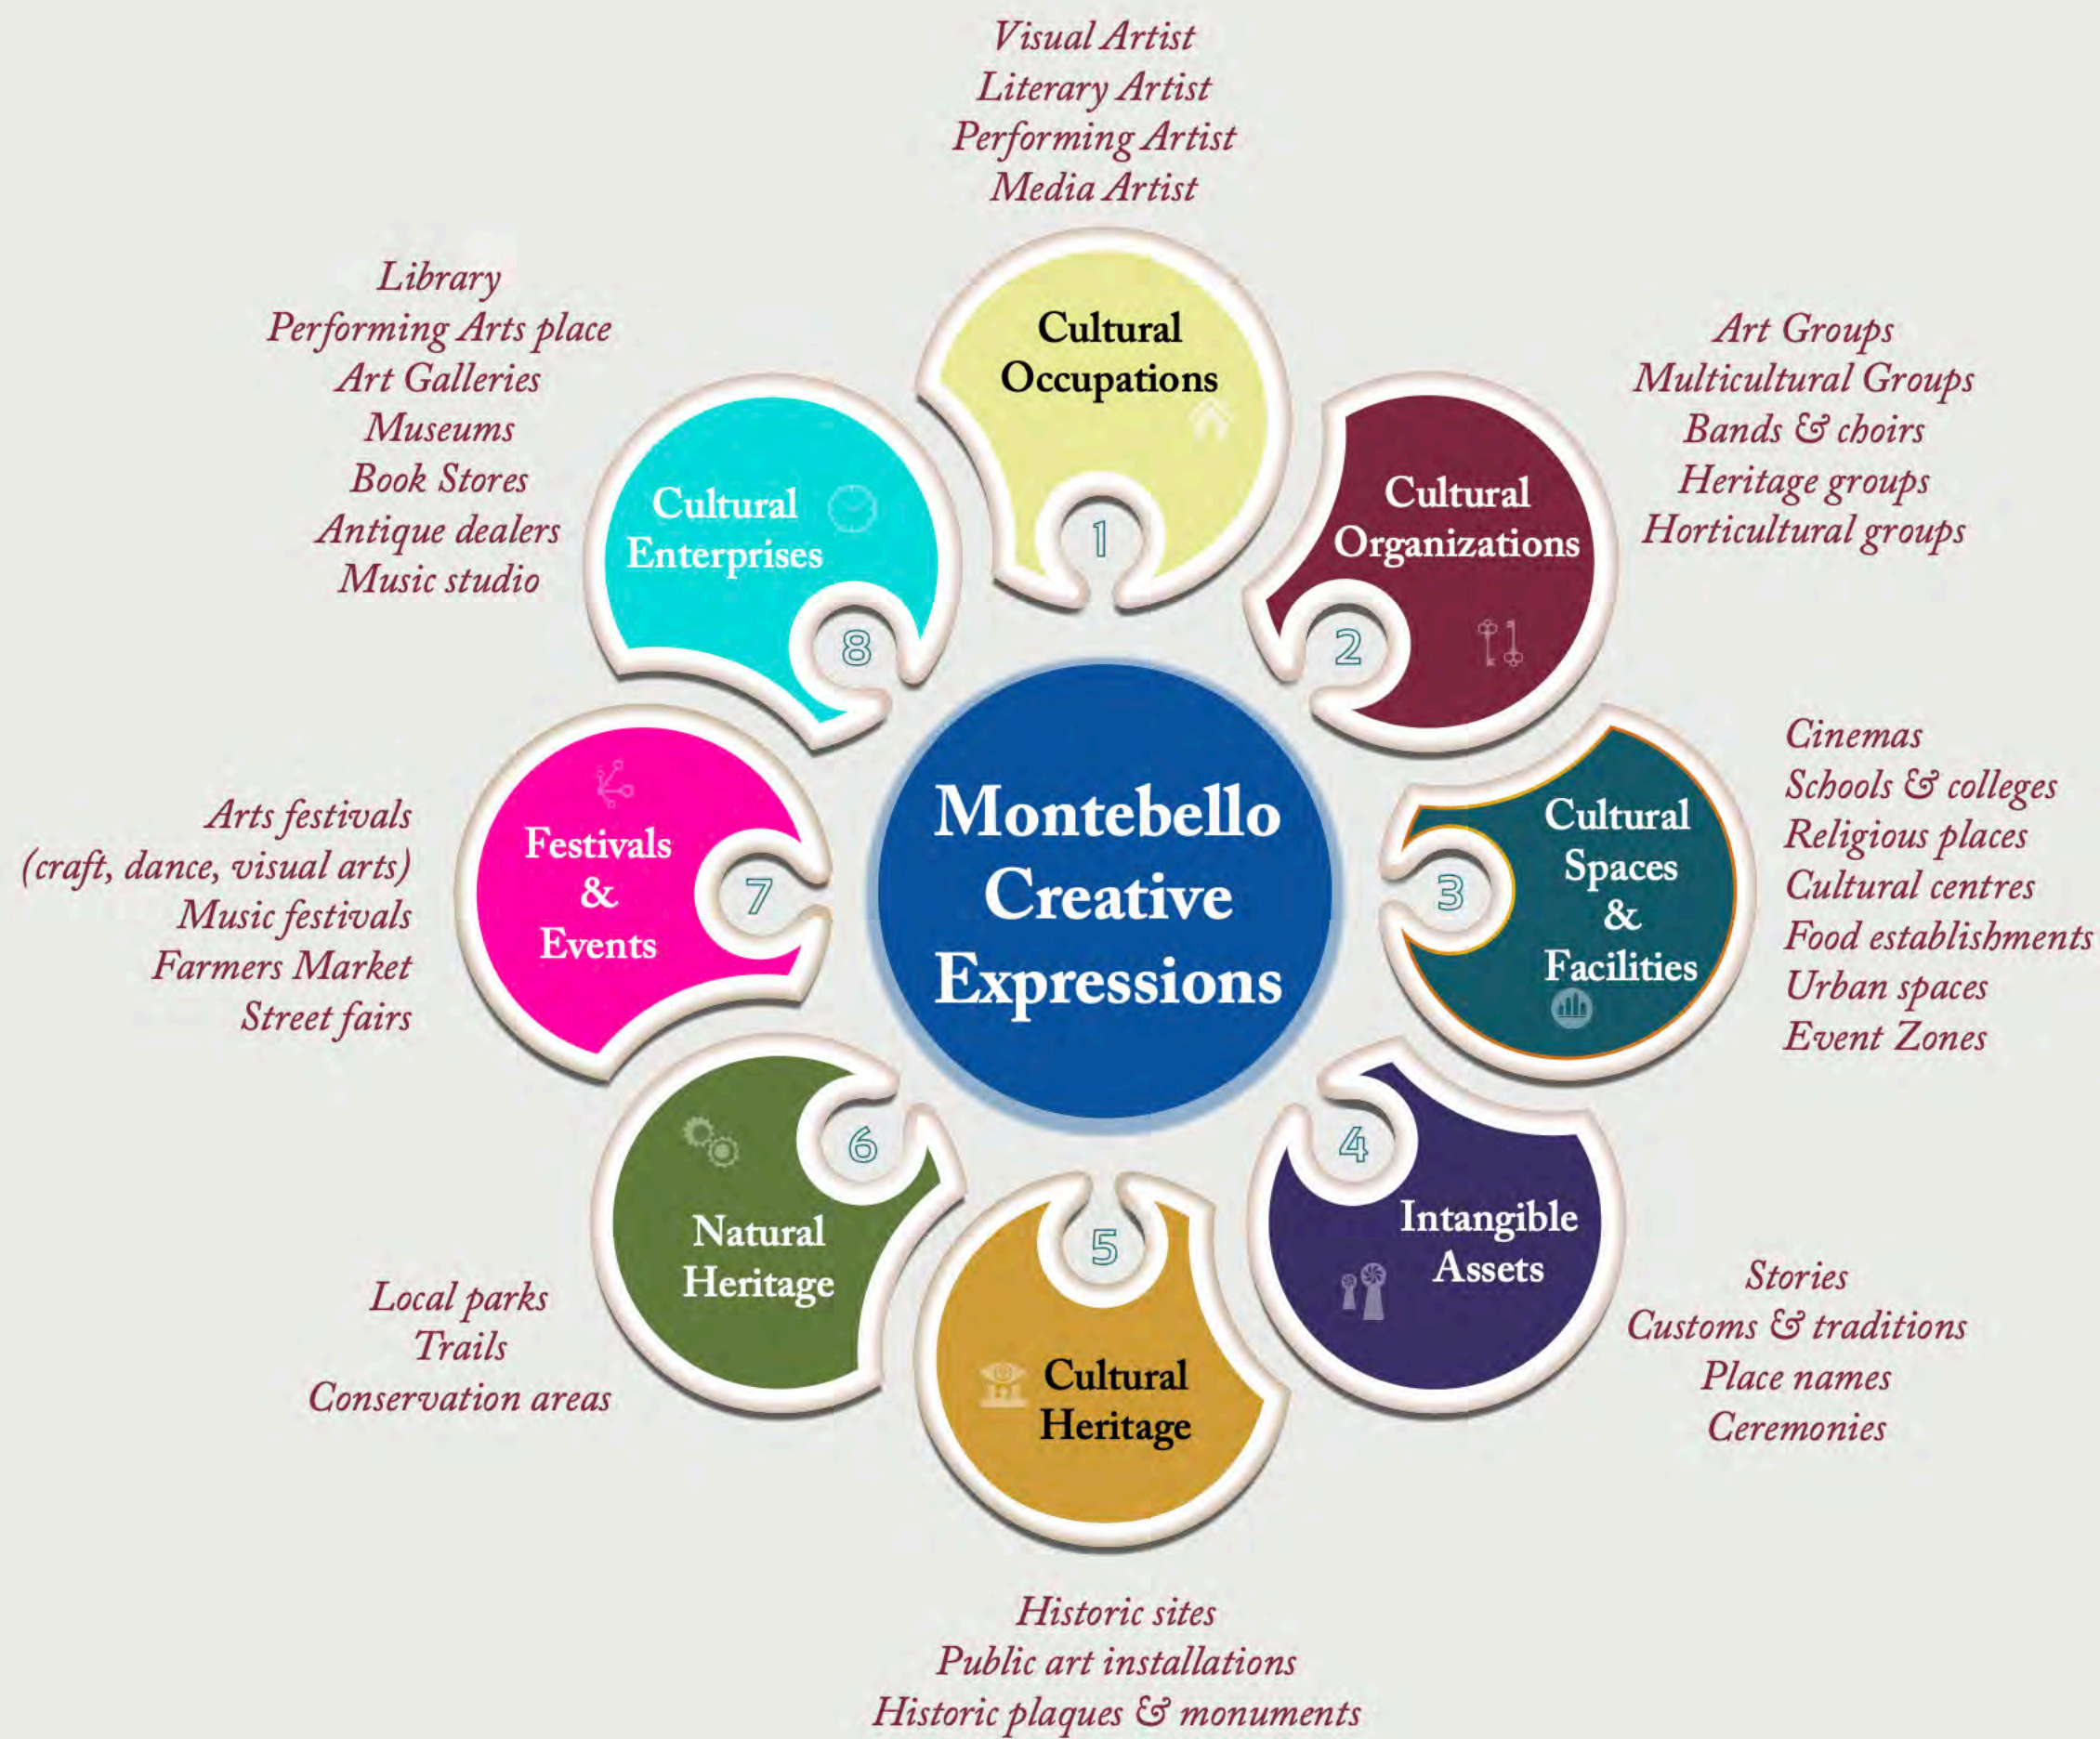 Visual Artist
Literary Artist
Performing Artist
Media Artist
Cultural
Occupations
1
Art Groups
Multicultural Groups
Bands & choirs
Heritage groups
Horticultural groups
Cultural
Organizations
2
Cinemas
Schools & colleges
Religious places
Cultural centres
Food establishments
Urban spaces
Event Zones
Cultural
Spaces
&
Facilities
3
Intangible
Assets
4
Stories
Customs & traditions
Place names
Ceremonies
Cultural
Heritage
5
Historic sites
Public art installations
Historic plaques & monuments
Natural
Heritage
6
Local parks
Trails
Conservation areas
Festivals
&
Events
7
Arts festivals
(craft, dance, visual arts)
Music festivals
Farmers Market
Street fairs
Cultural
Enterprises
8
Library
Performing Arts place
Art Galleries
Museums
Book Stores
Antique dealers
Music studio
Montebello
Creative
Expressions